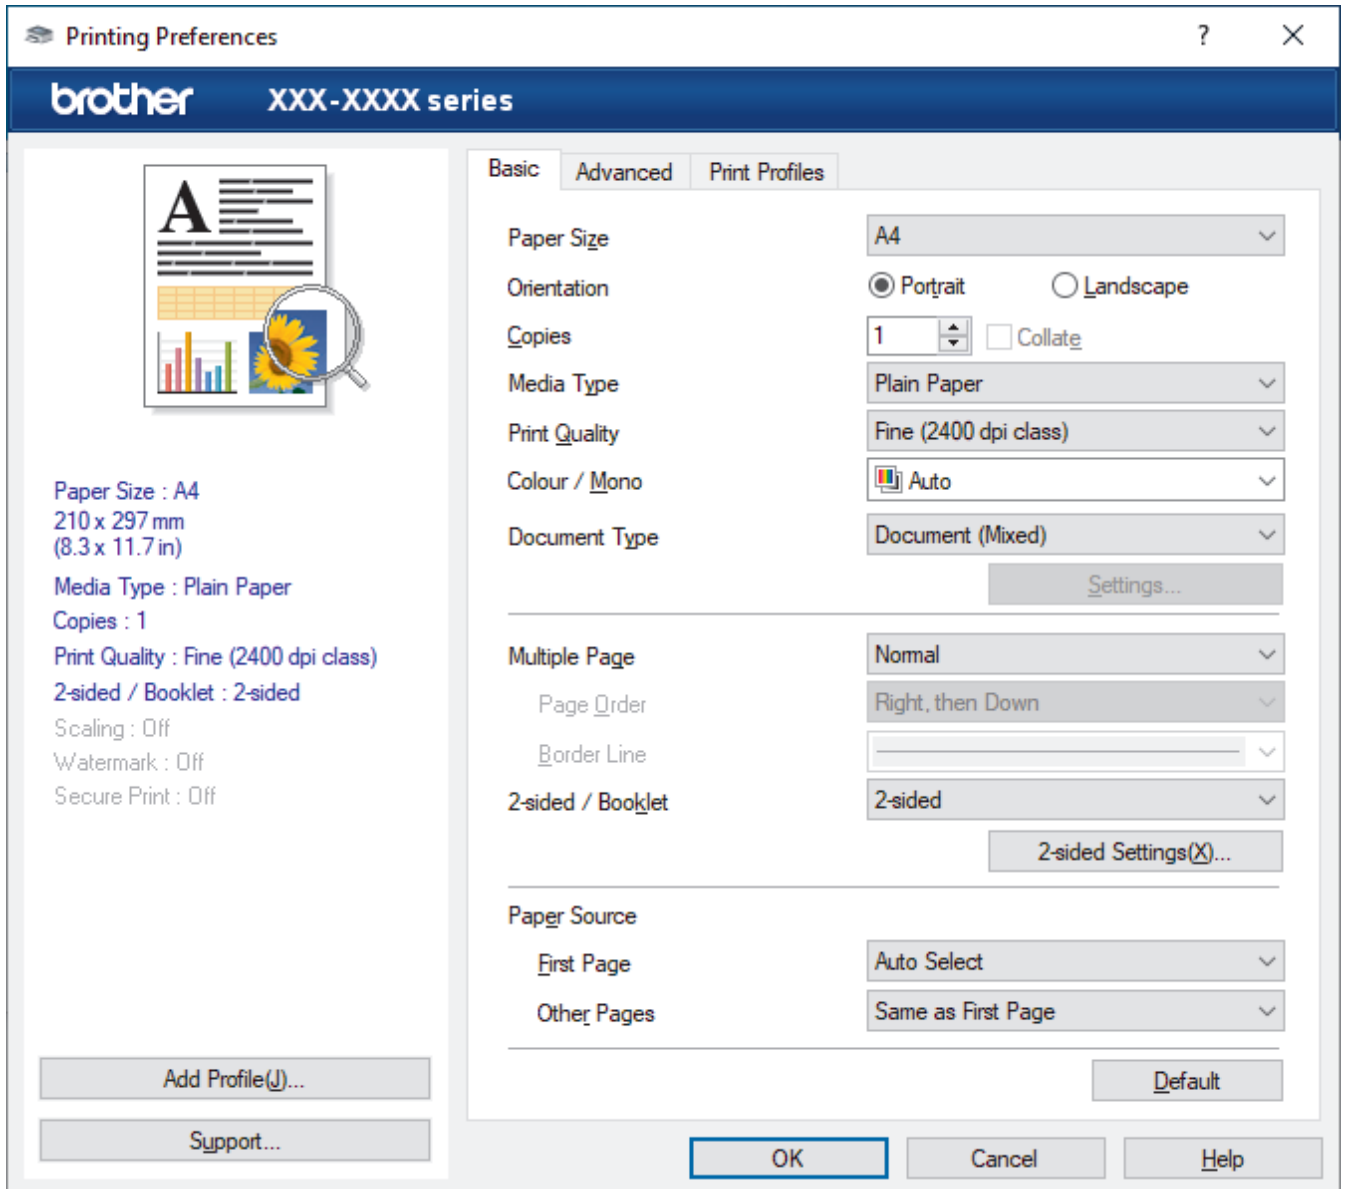 Printing Preferences
?
brother XXX-XXXX series
A
Paper Size : A4
210 x 297 mm
(8.3 x 11.7 in)
Media Type : Plain Paper
Copies : 1
Print Quality : Fine (2400 dpi class)
2-sided / Booklet : 2-sided
Scaling : Off
Watermark : Off
Secure Print : Off
Add Profile(J)...
Support...
Basic Advanced Print Profiles
Paper Size A4
Orientation Portrait Landscape
Copies 1 Collate
Media Type Plain Paper
Print Quality Fine (2400 dpi class)
Colour / Mono Auto
Document Type Document (Mixed)
Settings...
Multiple Page Normal
Page Order Right, then Down
Border Line
2-sided / Booklet 2-sided
2-sided Settings(X)...
Paper Source
First Page Auto Select
Other Pages Same as First Page
Default
OK Cancel Help